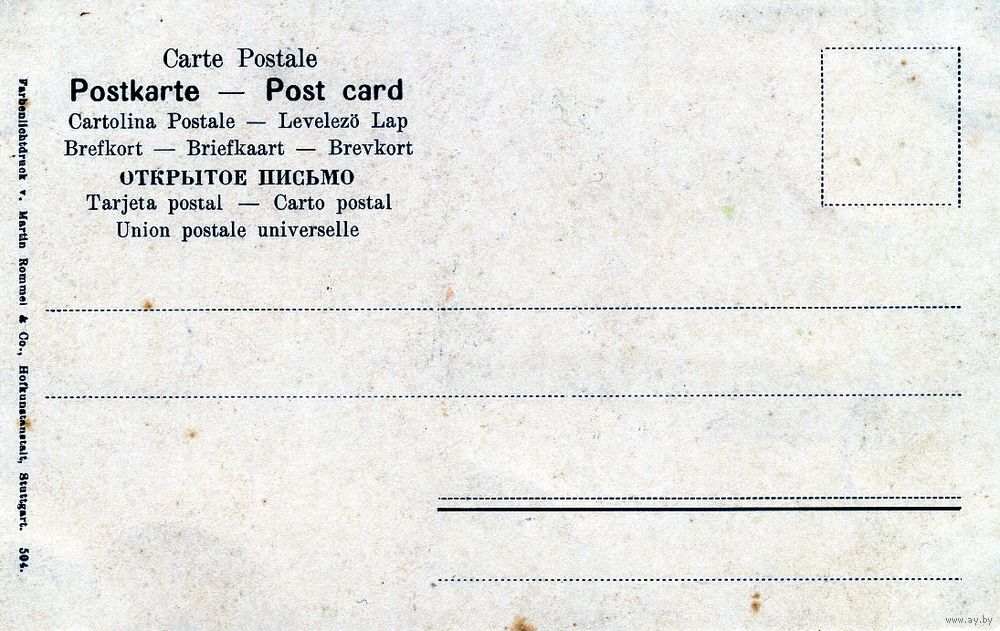 Carte Postale
Postkarte — Post card
Cartolina Postale — Levelezö Lap
Brefkort — Briefkaart — Brevkort
ОТКРЫТОЕ ПИСЬМО
Tarjeta postal — Carto postal
Union postale universelle
Farbenlichtdruck v. Martin Rommel & Co., Hofkunstanstalt, Stuttgart. 504.
www.ay.by